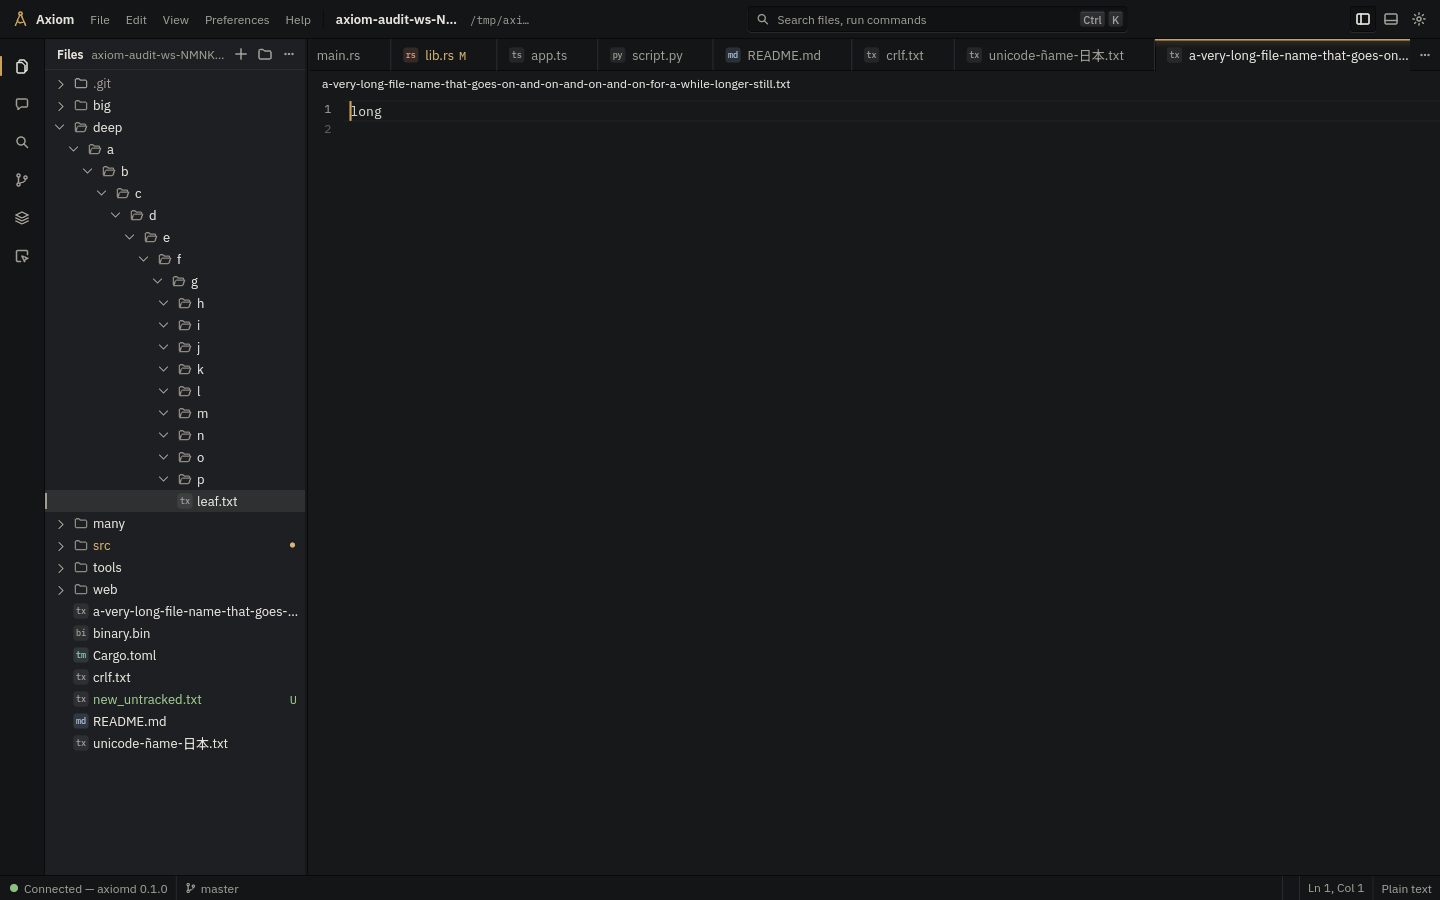 Axiom File Edit View Preferences Help axiom-audit-ws-N... /tmp/axi... Search files, run commands Ctrl K
Files axiom-audit-ws-NMNK...
main.rs rs lib.rs M ts app.ts py script.py md README.md tx crlf.txt tx unicode-ñame-日本.txt tx a-very-long-file-name-that-goes-on...
a-very-long-file-name-that-goes-on-and-on-and-on-and-on-for-a-while-longer-still.txt
1 long
2
.git
big
deep
a
b
c
d
e
f
g
h
i
j
k
l
m
n
o
p
tx leaf.txt
many
src
tools
web
tx a-very-long-file-name-that-goes-...
bi binary.bin
tm Cargo.toml
tx crlf.txt
tx new_untracked.txt U
md README.md
tx unicode-ñame-日本.txt
Connected — axiomd 0.1.0 master Ln 1, Col 1 Plain text